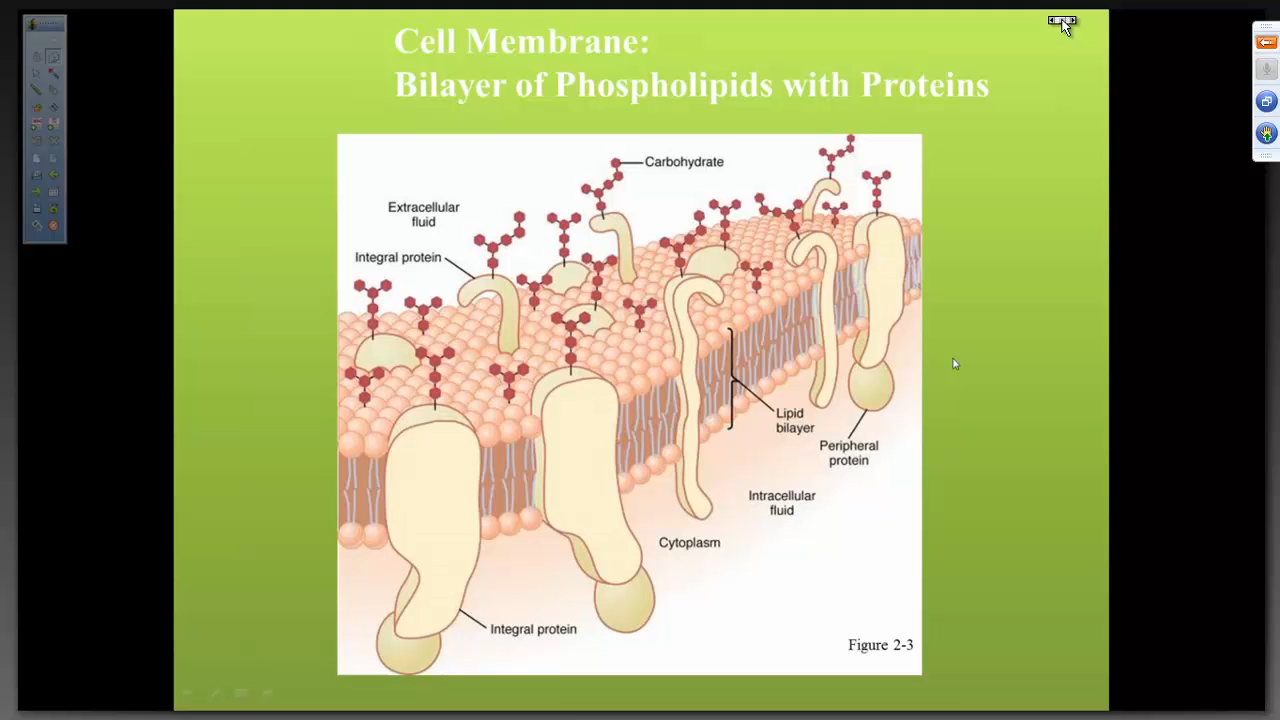 Cell Membrane:
Bilayer of Phospholipids with Proteins
Carbohydrate
Extracellular
fluid
Integral protein
Lipid
bilayer
Peripheral
protein
Intracellular
fluid
Cytoplasm
Integral protein
Figure 2-3